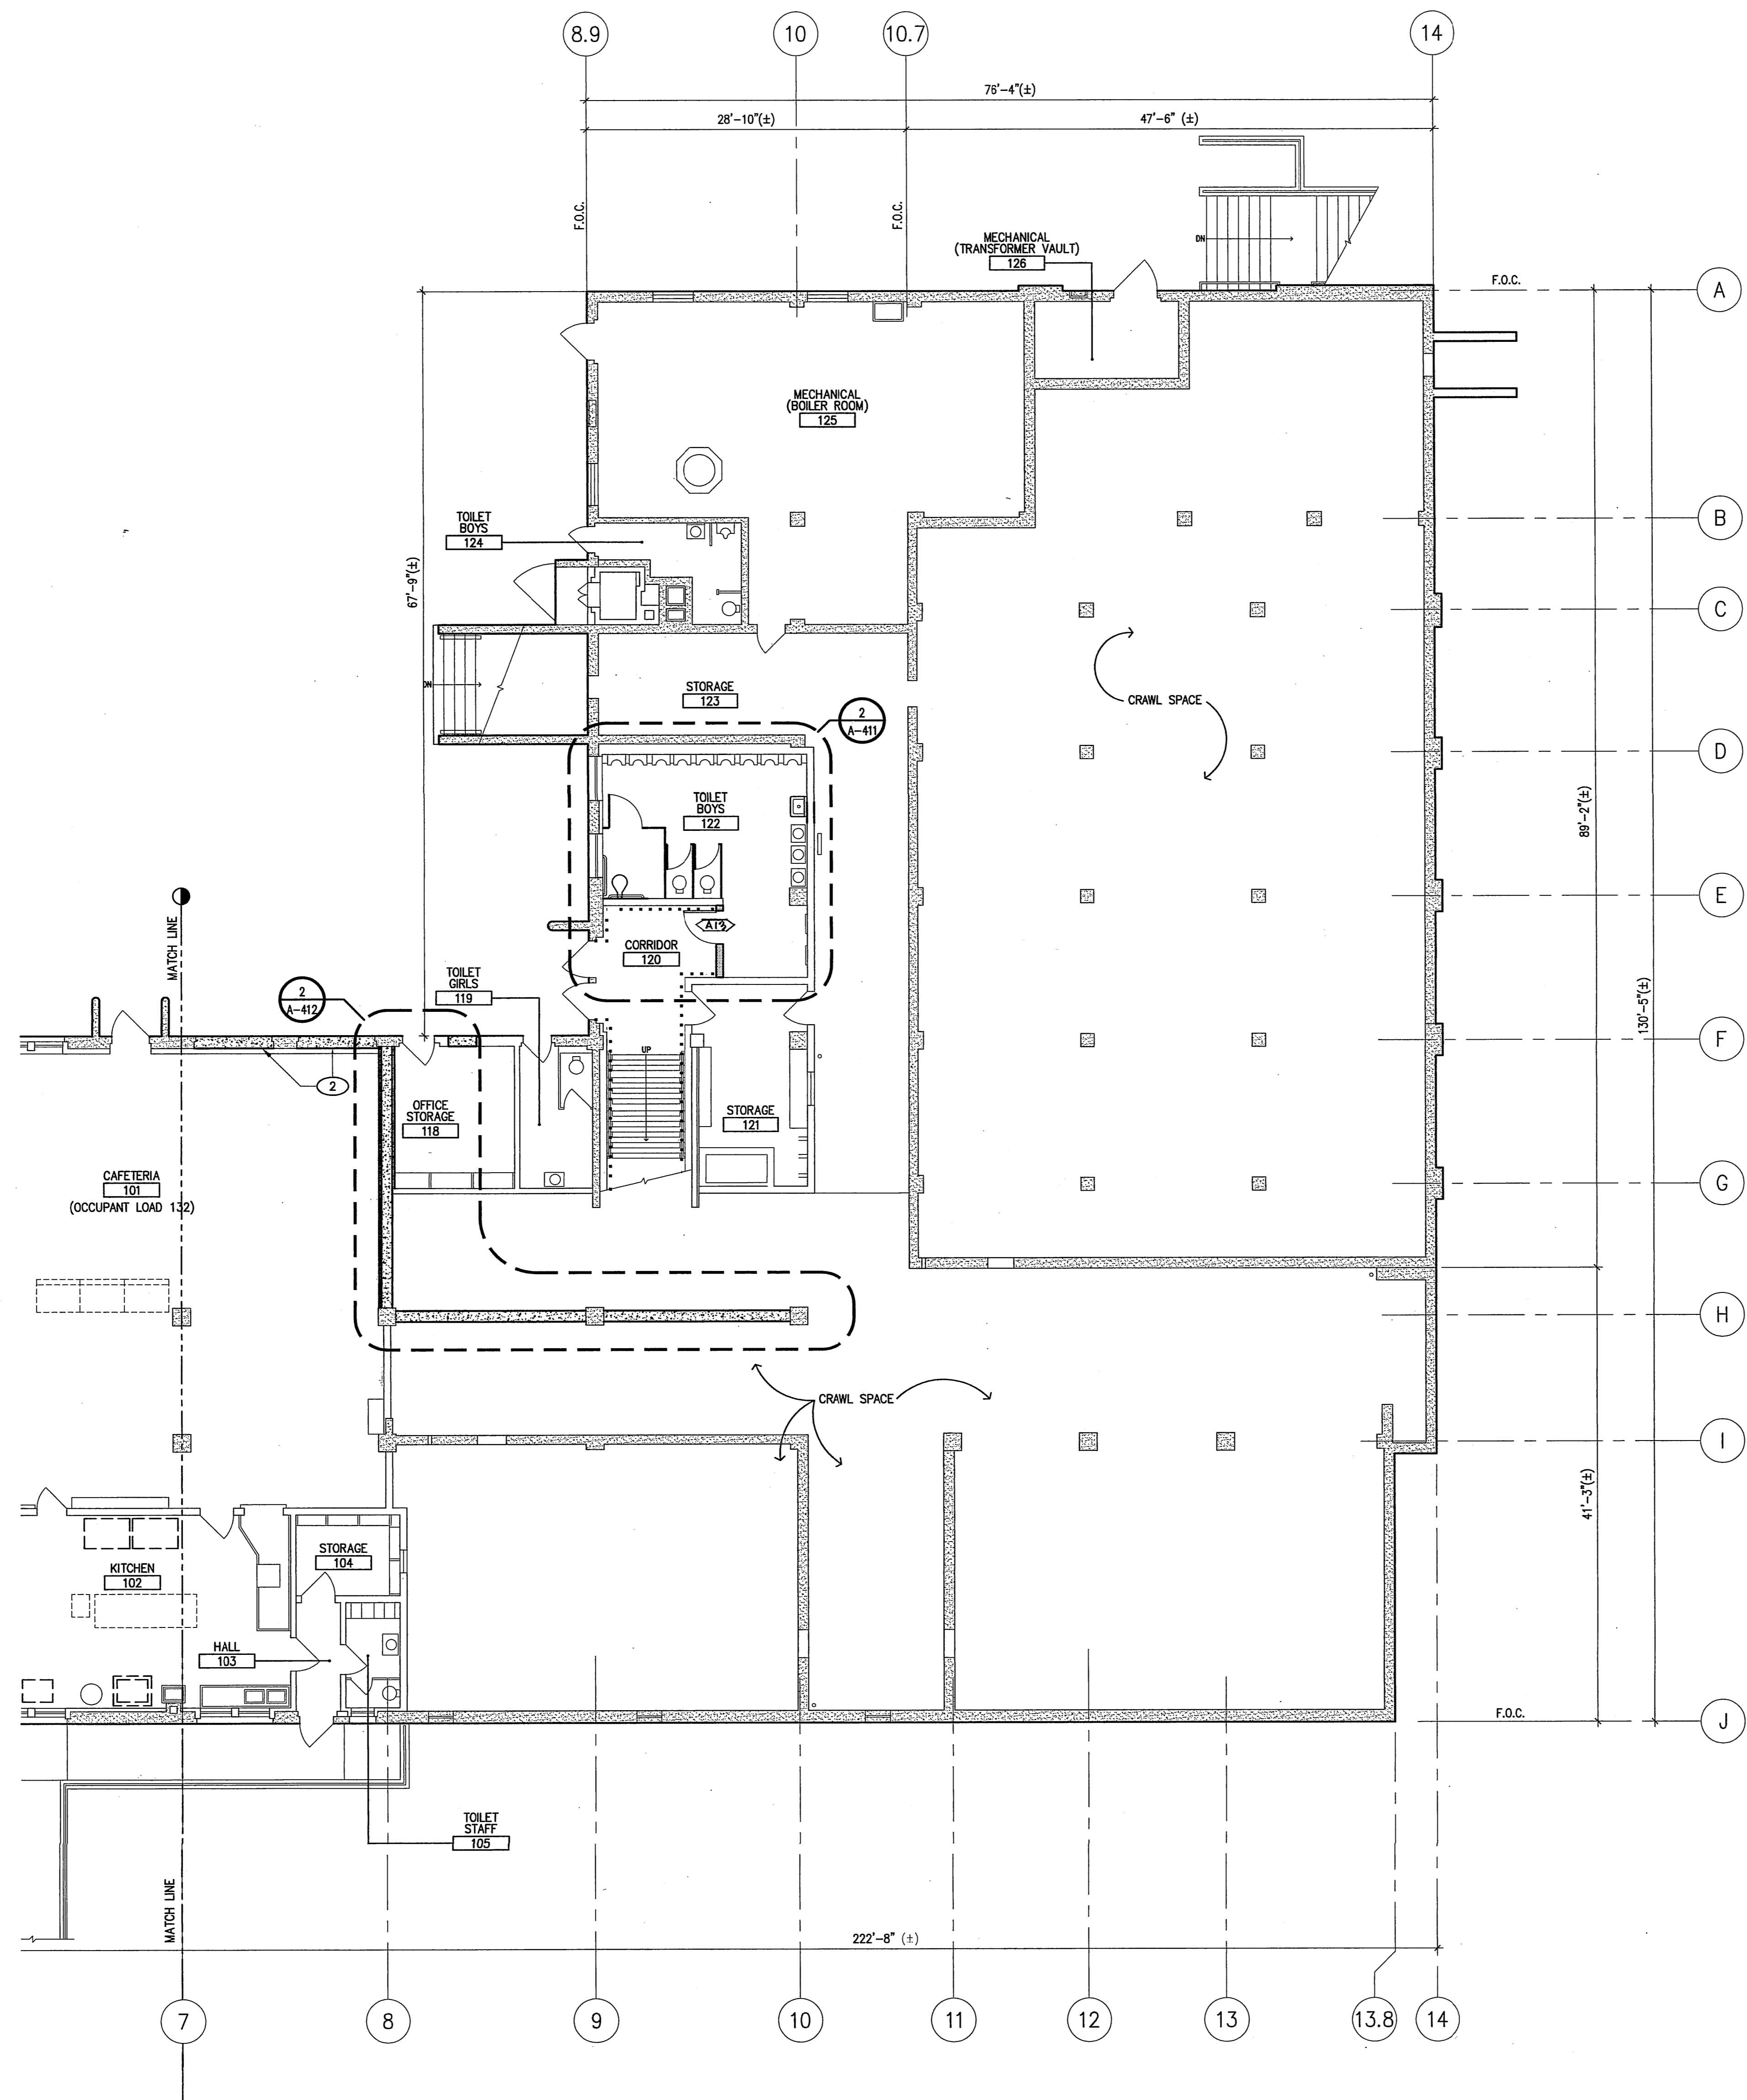 8.9
10
10.7
14
76'-4"(±)
28'-10"(±)
47'-6" (±)
F.O.C.
F.O.C.
MECHANICAL
(TRANSFORMER VAULT)
126
DN
F.O.C.
A
MECHANICAL
(BOILER ROOM)
125
TOILET
BOYS
124
B
67'-9"(±)
C
DN
STORAGE
123
CRAWL SPACE
2
A-411
D
TOILET
BOYS
122
89'-2"(±)
E
MATCH LINE
A13
CORRIDOR
120
TOILET
GIRLS
119
2
A-412
130'-5"(±)
F
UP
2
OFFICE
STORAGE
118
STORAGE
121
CAFETERIA
101
(OCCUPANT LOAD 132)
G
H
CRAWL SPACE
I
41'-3"(±)
STORAGE
104
KITCHEN
102
HALL
103
F.O.C.
J
TOILET
STAFF
105
MATCH LINE
222'-8" (±)
7
8
9
10
11
12
13
13.8
14